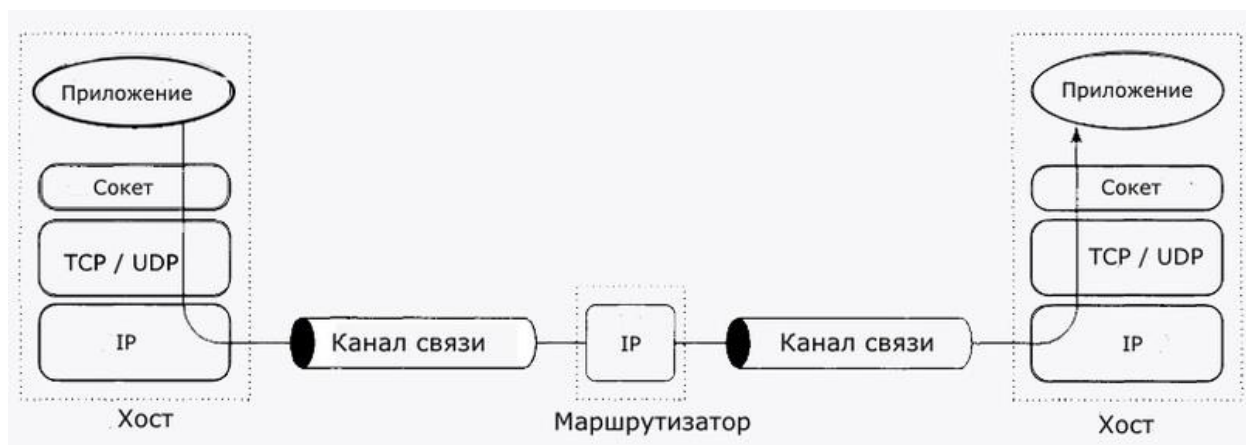 Приложение
Приложение
Сокет
Сокет
TCP / UDP
TCP / UDP
IP
Канал связи
IP
Канал связи
IP
Хост
Маршрутизатор
Хост